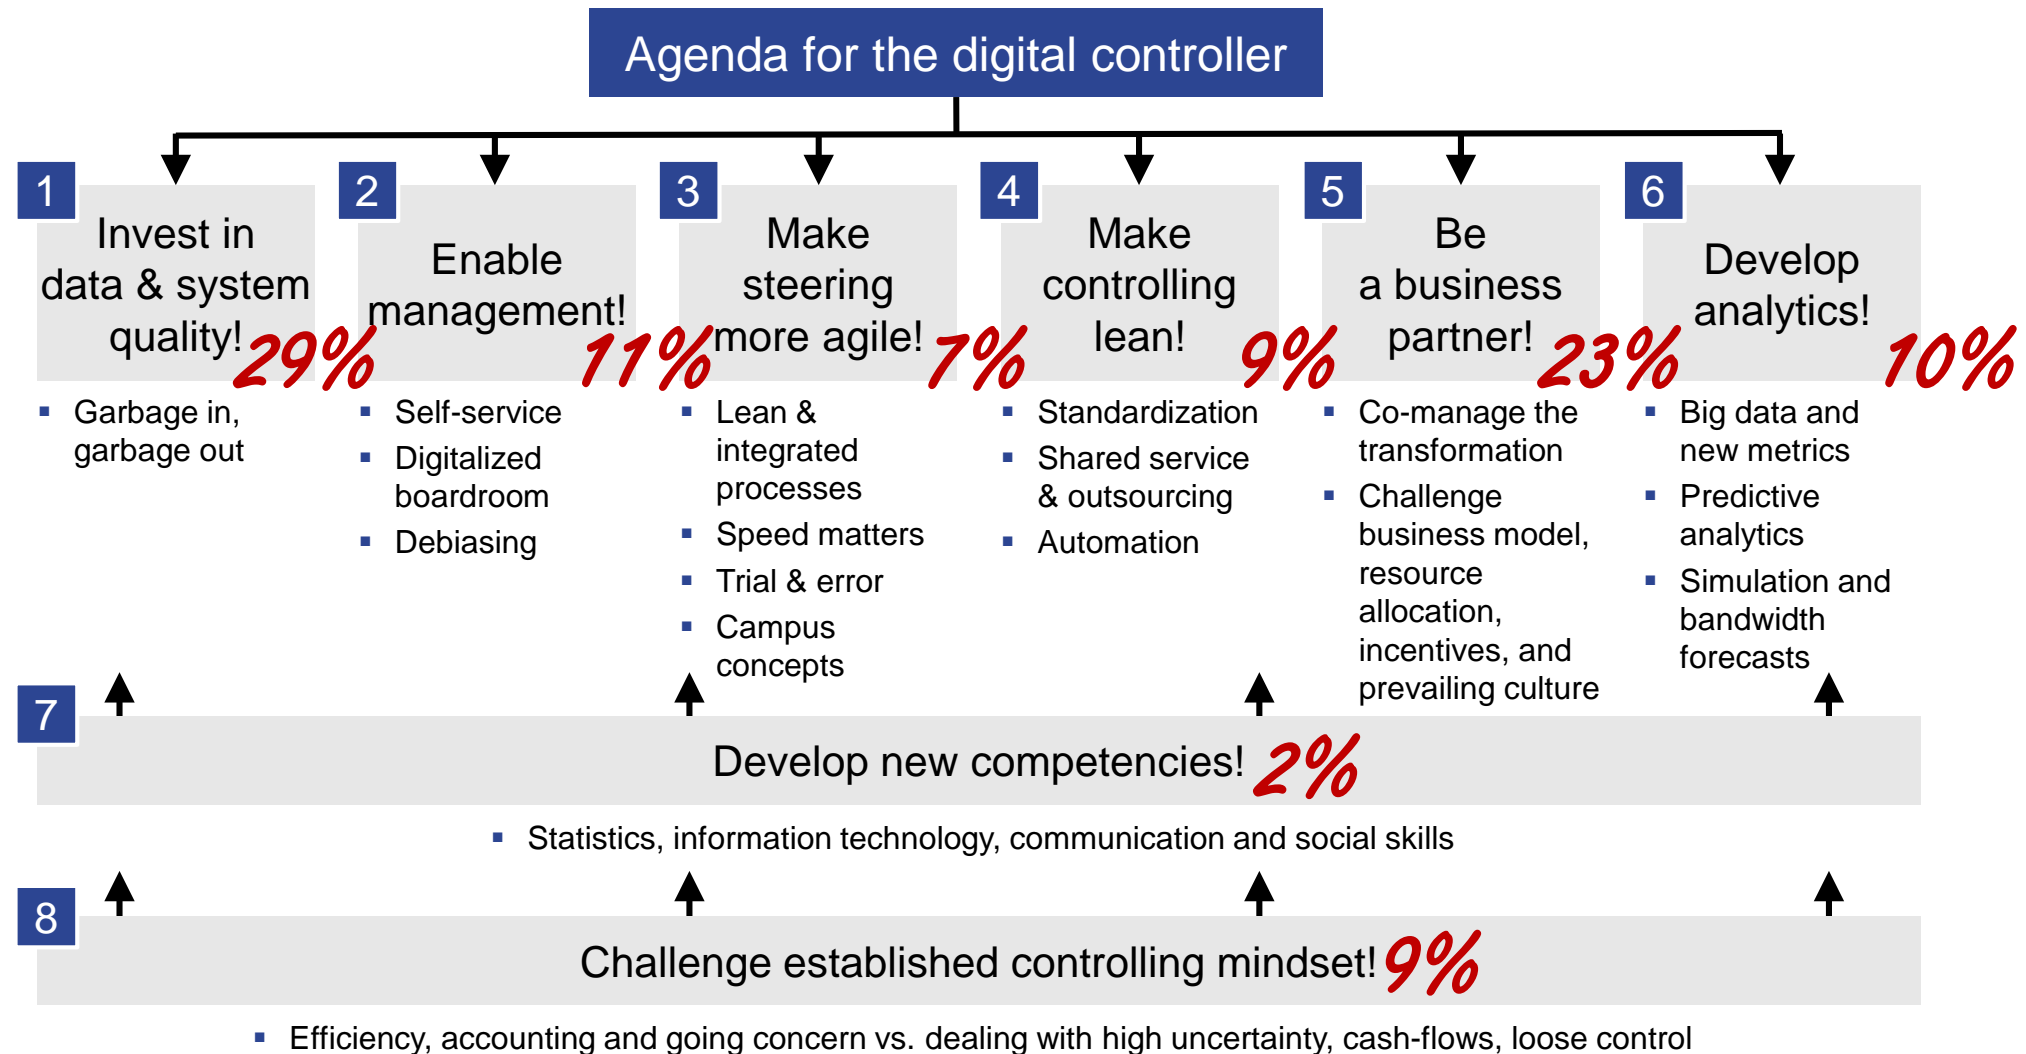 Agenda for the digital controller
1
Invest in
data & system
quality!
29%
▪ Garbage in,
garbage out
2
Enable
management!
11%
▪ Self-service
▪ Digitalized
boardroom
▪ Debiasing
3
Make
steering
more agile!
7%
▪ Lean &
integrated
processes
▪ Speed matters
▪ Trial & error
▪ Campus
concepts
4
Make
controlling
lean!
9%
▪ Standardization
▪ Shared service
& outsourcing
▪ Automation
5
Be
a business
partner!
23%
▪ Co-manage the
transformation
▪ Challenge
business model,
resource
allocation,
incentives, and
prevailing culture
6
Develop
analytics!
10%
▪ Big data and
new metrics
▪ Predictive
analytics
▪ Simulation and
bandwidth
forecasts
7
Develop new competencies! 2%
▪ Statistics, information technology, communication and social skills
8
Challenge established controlling mindset! 9%
▪ Efficiency, accounting and going concern vs. dealing with high uncertainty, cash-flows, loose control